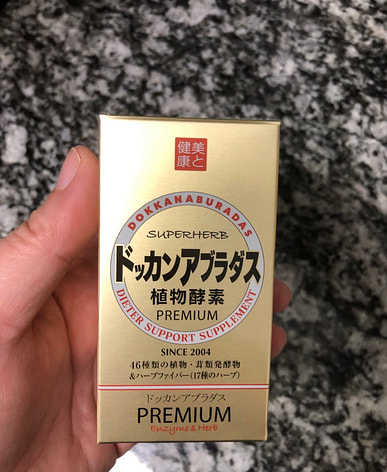 美と
健康
DOKKANABURADAS
SUPERHERB
ドッカンアブラダス
植物酵素
PREMIUM
DIETER SUPPORT SUPPLEMENT
SINCE 2004
46種類の植物・茸類発酵物
&ハーブファイバー(17種のハーブ)
ドッカンアブラダス
PREMIUM
Enzyme & Herb